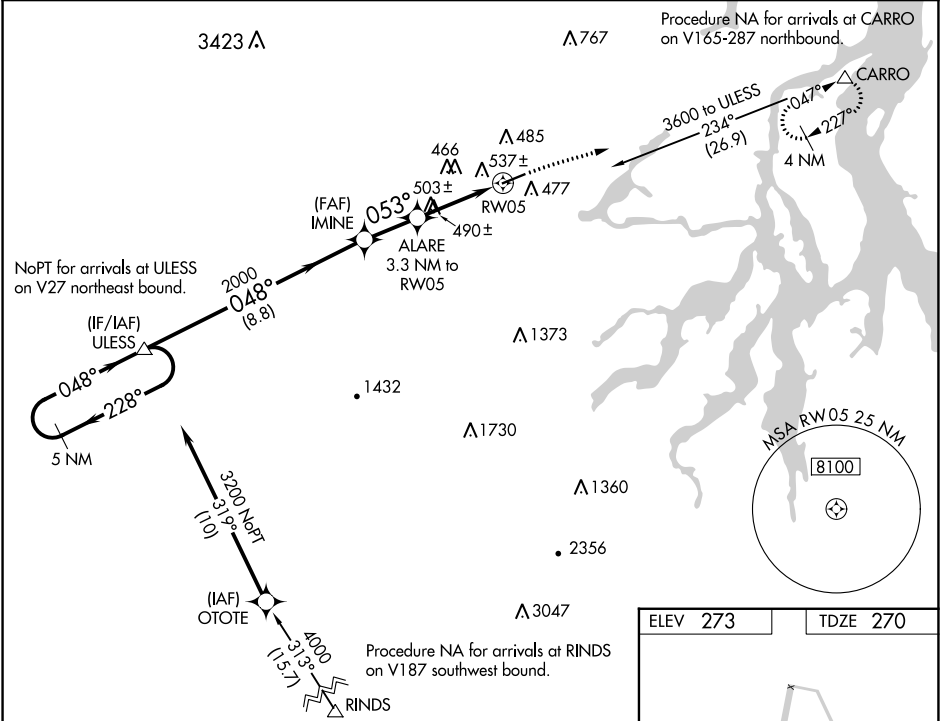 Procedure NA for arrivals at CARRO
on V165-287 northbound.
3423
767
CARRO
047°
227°
4 NM
3600 to ULESS
234°
(26.9)
485
466
537±
503±
477
RW05
490±
(FAF)
IMINE
053°
ALARE
3.3 NM to
RW05
NoPT for arrivals at ULESS
on V27 northeast bound.
2000
048°
(8.8)
(IF/IAF)
ULESS
048°
228°
5 NM
1373
1432
1730
MSA RW05 25 NM
8100
1360
2356
3200 NoPT
319°
(10)
(IAF)
OTOTE
3047
4000
313°
(15.7)
RINDS
Procedure NA for arrivals at RINDS
on V187 southwest bound.
ELEV 273
TDZE 270